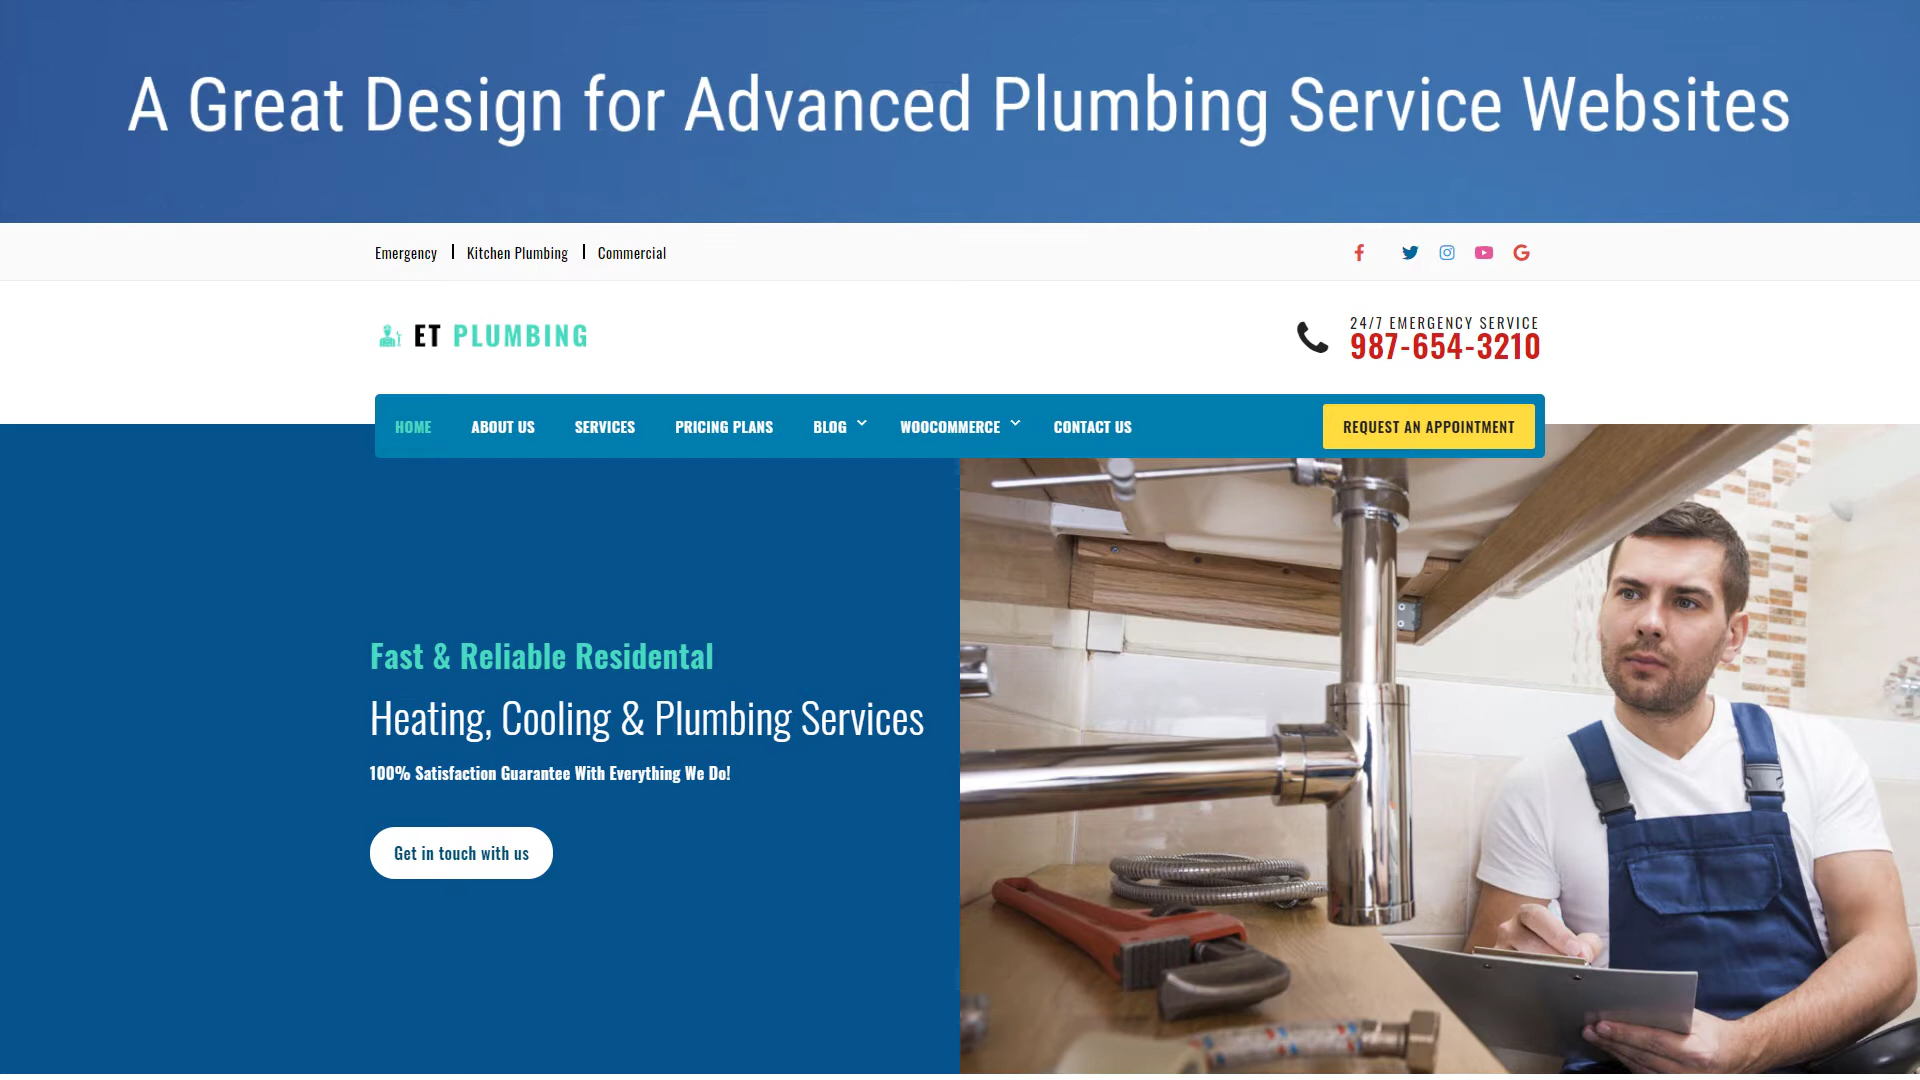 A Great Design for Advanced Plumbing Service Websites
Emergency
Kitchen Plumbing
Commercial
ET PLUMBING
24/7 EMERGENCY SERVICE
987-654-3210
HOME
ABOUT US
SERVICES
PRICING PLANS
BLOG
WOOCOMMERCE
CONTACT US
REQUEST AN APPOINTMENT
Fast & Reliable Residental
Heating, Cooling & Plumbing Services
100% Satisfaction Guarantee With Everything We Do!
Get in touch with us